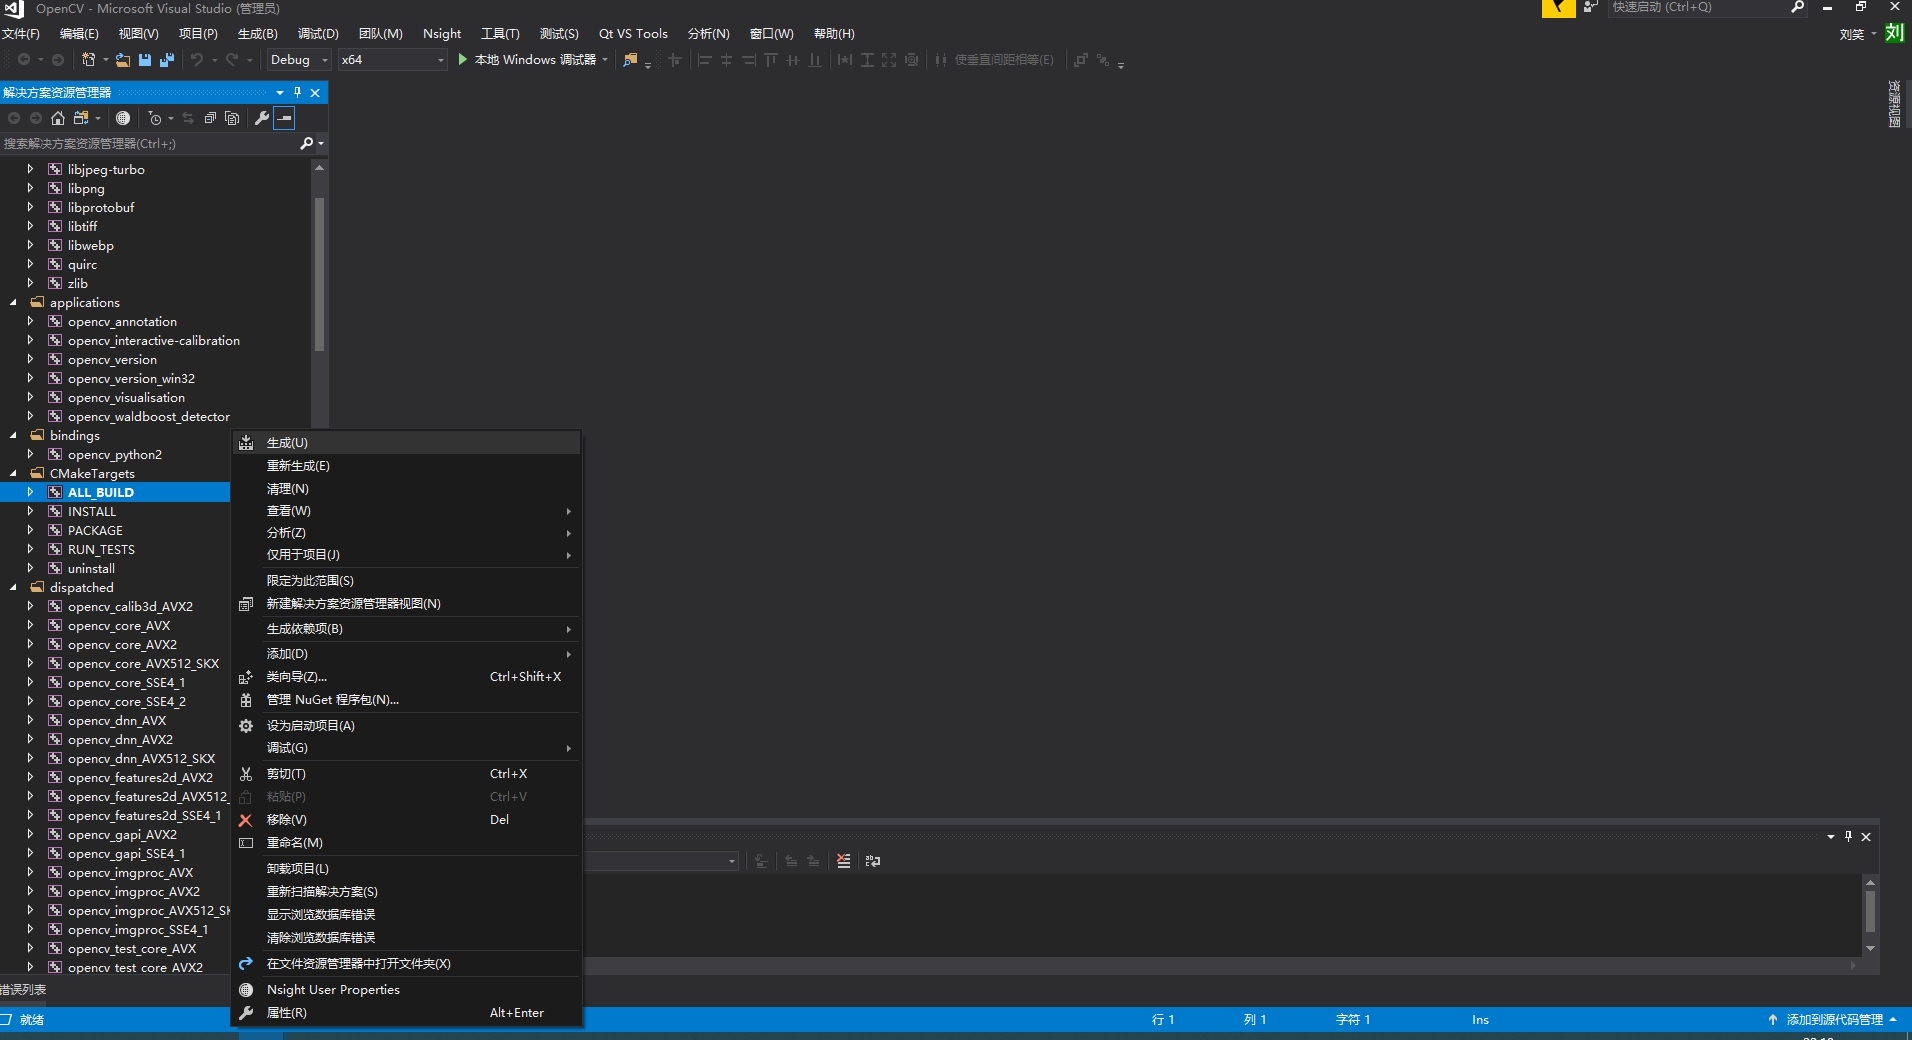 OpenCV - Microsoft Visual Studio (管理员)
快速启动 (Ctrl+Q)
文件(F) 编辑(E) 视图(V) 项目(P) 生成(B) 调试(D) 团队(M) Nsight 工具(T) 测试(S) Qt VS Tools 分析(N) 窗口(W) 帮助(H)
刘笑 刘
Debug x64 本地 Windows 调试器 使垂直间距相等(E)
解决方案资源管理器
资源视图
搜索解决方案资源管理器(Ctrl+;)
libjpeg-turbo
libpng
libprotobuf
libtiff
libwebp
quirc
zlib
applications
opencv_annotation
opencv_interactive-calibration
opencv_version
opencv_version_win32
opencv_visualisation
opencv_waldboost_detector
bindings
opencv_python2
CMakeTargets
ALL_BUILD
INSTALL
PACKAGE
RUN_TESTS
uninstall
dispatched
opencv_calib3d_AVX2
opencv_core_AVX
opencv_core_AVX2
opencv_core_AVX512_SKX
opencv_core_SSE4_1
opencv_core_SSE4_2
opencv_dnn_AVX
opencv_dnn_AVX2
opencv_dnn_AVX512_SKX
opencv_features2d_AVX2
opencv_features2d_AVX512_
opencv_features2d_SSE4_1
opencv_gapi_AVX2
opencv_gapi_SSE4_1
opencv_imgproc_AVX
opencv_imgproc_AVX2
opencv_imgproc_AVX512_SK
opencv_imgproc_SSE4_1
opencv_test_core_AVX
opencv_test_core_AVX2
生成(U)
重新生成(E)
清理(N)
查看(W)
分析(Z)
仅用于项目(J)
限定为此范围(S)
新建解决方案资源管理器视图(N)
生成依赖项(B)
添加(D)
类向导(Z)... Ctrl+Shift+X
管理 NuGet 程序包(N)...
设为启动项目(A)
调试(G)
剪切(T) Ctrl+X
粘贴(P) Ctrl+V
移除(V) Del
重命名(M)
卸载项目(L)
重新扫描解决方案(S)
显示浏览数据库错误
清除浏览数据库错误
在文件资源管理器中打开文件夹(X)
Nsight User Properties
属性(R) Alt+Enter
错误列表
就绪 行 1 列 1 字符 1 Ins 添加到源代码管理